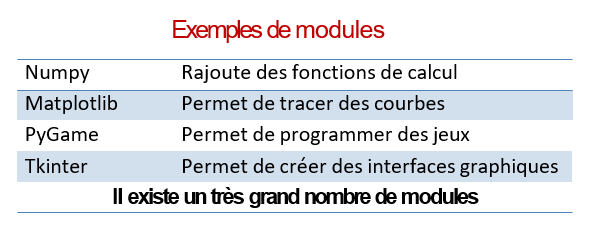 Exemples de modules
Numpy Rajoute des fonctions de calcul
Matplotlib Permet de tracer des courbes
PyGame Permet de programmer des jeux
Tkinter Permet de créer des interfaces graphiques
Il existe un très grand nombre de modules